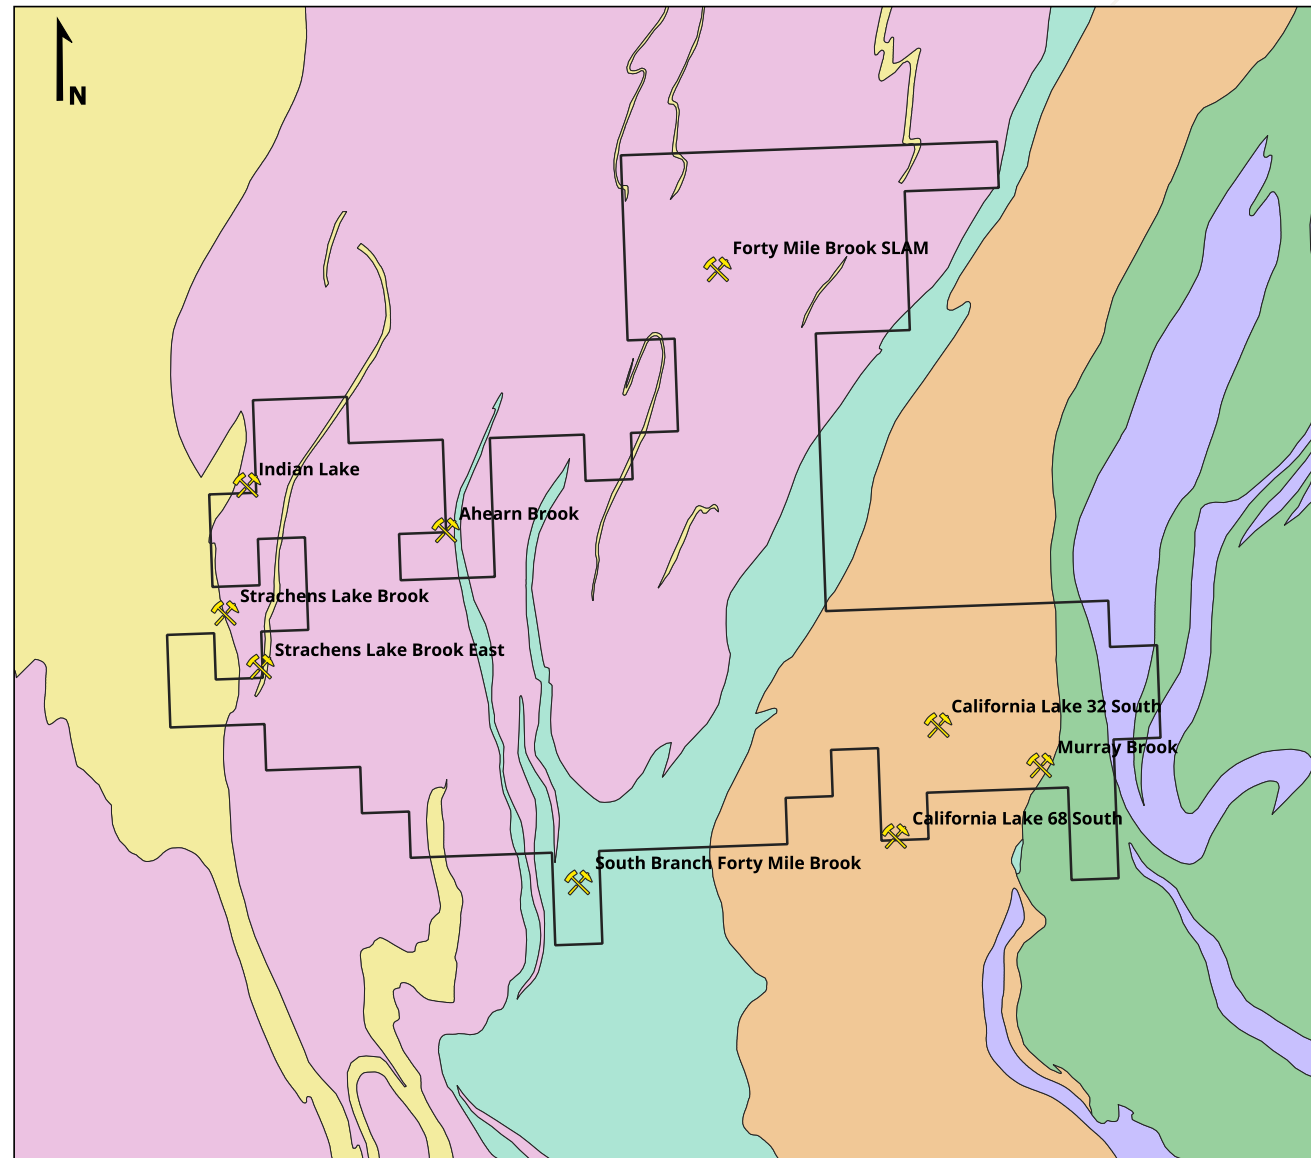 N
Forty Mile Brook SLAM
Indian Lake
Ahearn Brook
Strachens Lake Brook
Strachens Lake Brook East
California Lake 32 South
Murray Brook
California Lake 68 South
South Branch Forty Mile Brook